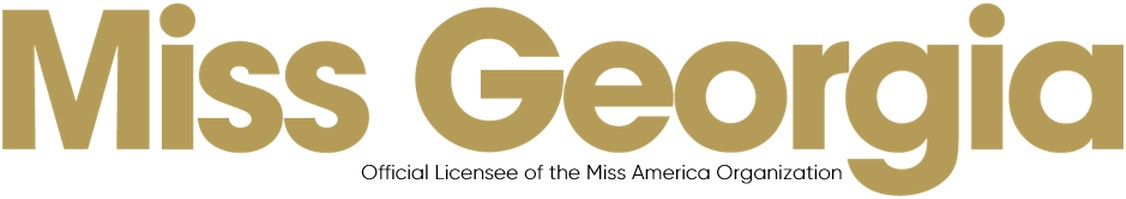 Miss Georgia
Official Licensee of the Miss America Organization